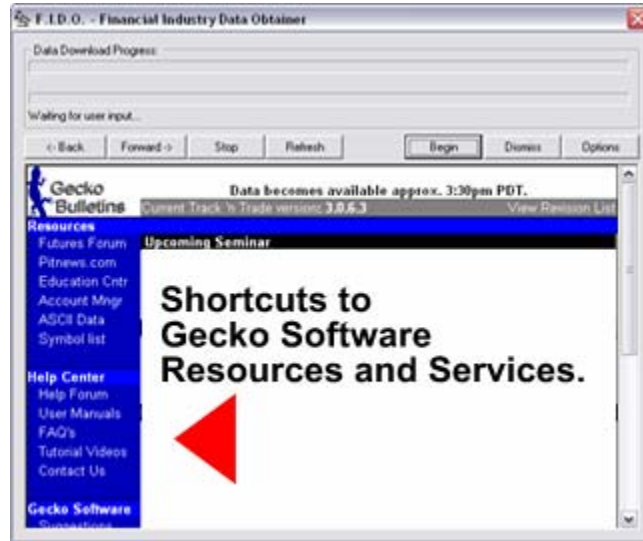 F.I.D.O. - Financial Industry Data Obtainer
Data Download Progress:
Waiting for user input...
<- Back Forward -> Stop Refresh Begin Dismiss Options
Gecko
Bulletins
Data becomes available approx. 3:30pm PDT.
Current Track 'n Trade version: 3.0.6.3 View Revision List
Resources
Futures Forum
Pitnews.com
Education Cntr
Account Mngr
ASCII Data
Symbol list
Help Center
Help Forum
User Manuals
FAQ's
Tutorial Videos
Contact Us
Gecko Software
Suggestions
Upcoming Seminar
Shortcuts to
Gecko Software
Resources and Services.